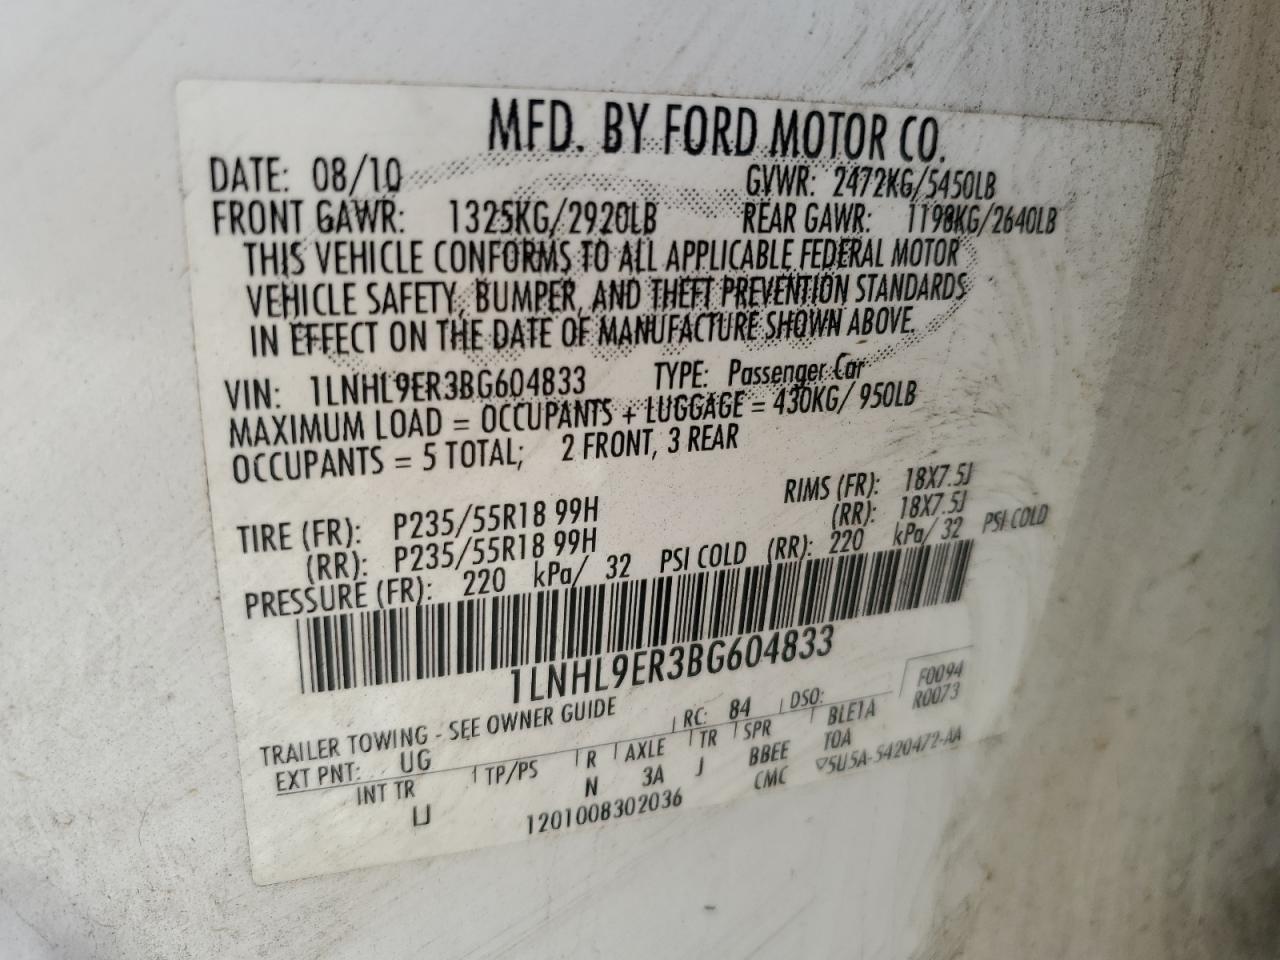 MFD. BY FORD MOTOR CO.
DATE: 08/10 GVWR: 2472KG/5450LB
FRONT GAWR: 1325KG/2920LB REAR GAWR: 1198KG/2640LB
THIS VEHICLE CONFORMS TO ALL APPLICABLE FEDERAL MOTOR
VEHICLE SAFETY, BUMPER, AND THEFT PREVENTION STANDARDS
IN EFFECT ON THE DATE OF MANUFACTURE SHOWN ABOVE.
VIN: 1LNHL9ER3BG604833 TYPE: Passenger Car
MAXIMUM LOAD = OCCUPANTS + LUGGAGE = 430KG/ 950LB
OCCUPANTS = 5 TOTAL; 2 FRONT, 3 REAR
TIRE (FR): P235/55R18 99H RIMS (FR): 18X7.5J
(RR): P235/55R18 99H (RR): 18X7.5J
PRESSURE (FR): 220 kPa/ 32 PSI COLD (RR): 220 kPa/ 32 PSI COLD
1LNHL9ER3BG604833
F0094
TRAILER TOWING - SEE OWNER GUIDE RC: 84 DSO: R0073
EXT PNT: UG BLE1A
INT TR TP/PS R AXLE TR SPR TOA
N 3A J BBEE
1201008302036 CMC 5U5A-5420472-AA